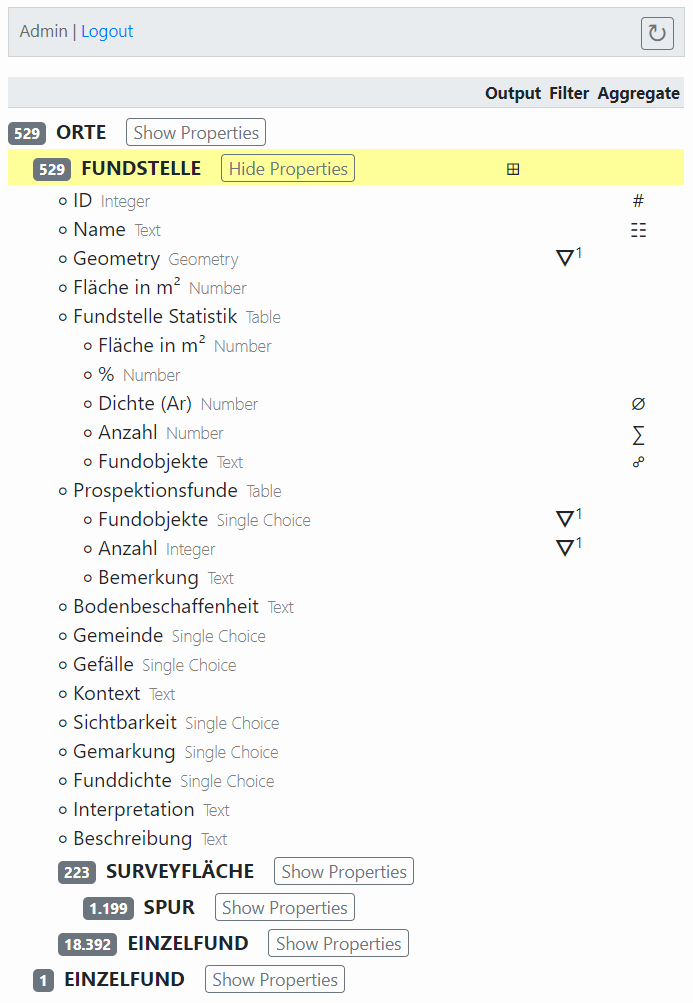 Admin | Logout ↻
Output Filter Aggregate
529 ORTE Show Properties
529 FUNDSTELLE Hide Properties ⊞
ID Integer #
Name Text ☷
Geometry Geometry ▽1
Fläche in m² Number
Fundstelle Statistik Table
Fläche in m² Number
% Number
Dichte (Ar) Number ∅
Anzahl Number ∑
Fundobjekte Text ☍
Prospektionsfunde Table
Fundobjekte Single Choice ▽1
Anzahl Integer ▽1
Bemerkung Text
Bodenbeschaffenheit Text
Gemeinde Single Choice
Gefälle Single Choice
Kontext Text
Sichtbarkeit Single Choice
Gemarkung Single Choice
Funddichte Single Choice
Interpretation Text
Beschreibung Text
223 SURVEYFLÄCHE Show Properties
1.199 SPUR Show Properties
18.392 EINZELFUND Show Properties
1 EINZELFUND Show Properties